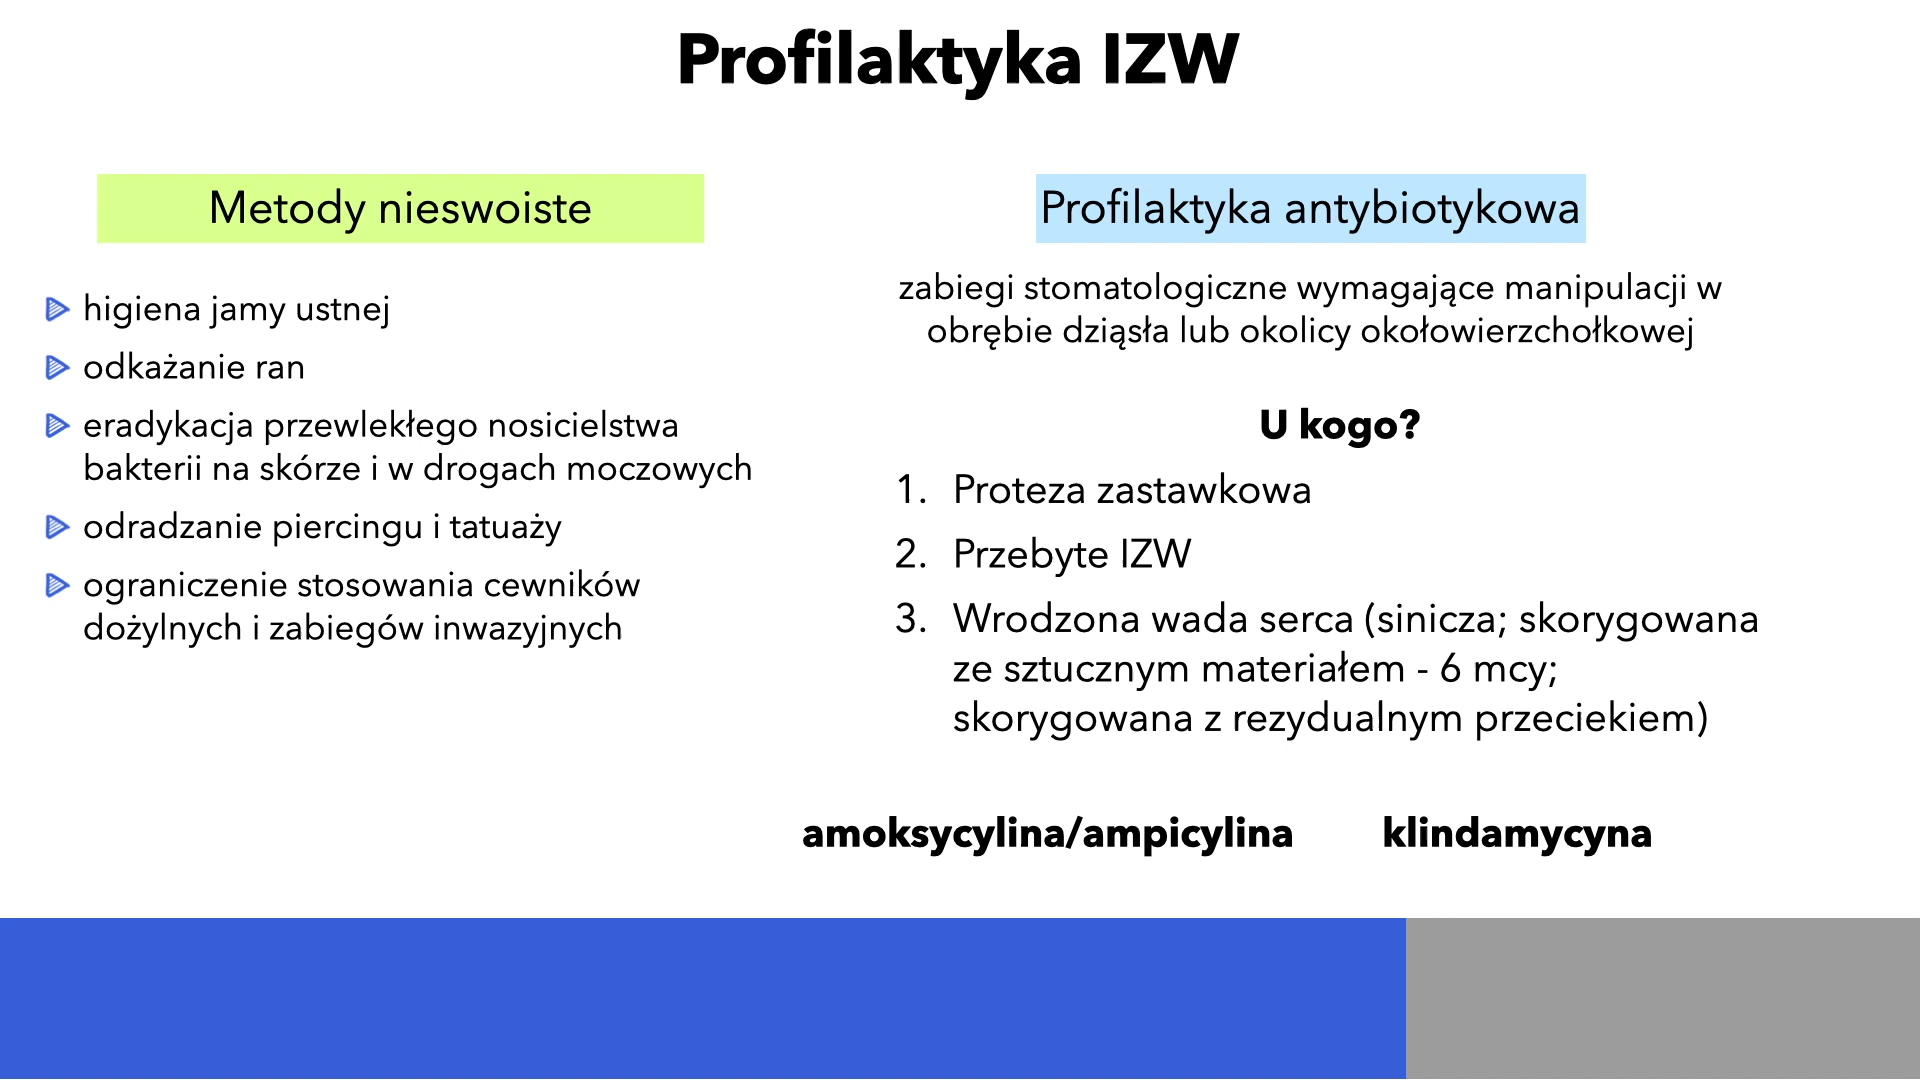 Profilaktyka IZW
Metody nieswoiste
higiena jamy ustnej
odkażanie ran
eradykacja przewlekłego nosicielstwa
bakterii na skórze i w drogach moczowych
odradzanie piercingu i tatuaży
ograniczenie stosowania cewników
dożylnych i zabiegów inwazyjnych
Profilaktyka antybiotykowa
zabiegi stomatologiczne wymagające manipulacji w
obrębie dziąsła lub okolicy okołowierzchołkowej
U kogo?
1. Proteza zastawkowa
2. Przebyte IZW
3. Wrodzona wada serca (sinicza; skorygowana
ze sztucznym materiałem - 6 mcy;
skorygowana z rezydualnym przeciekiem)
amoksycylina/ampicylina klindamycyna